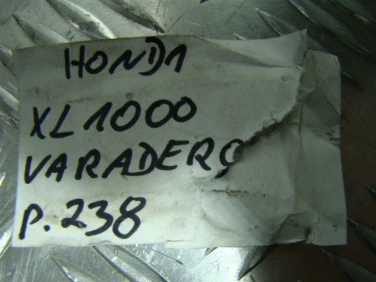 HONDA
XL1000
VARADERO
P.238